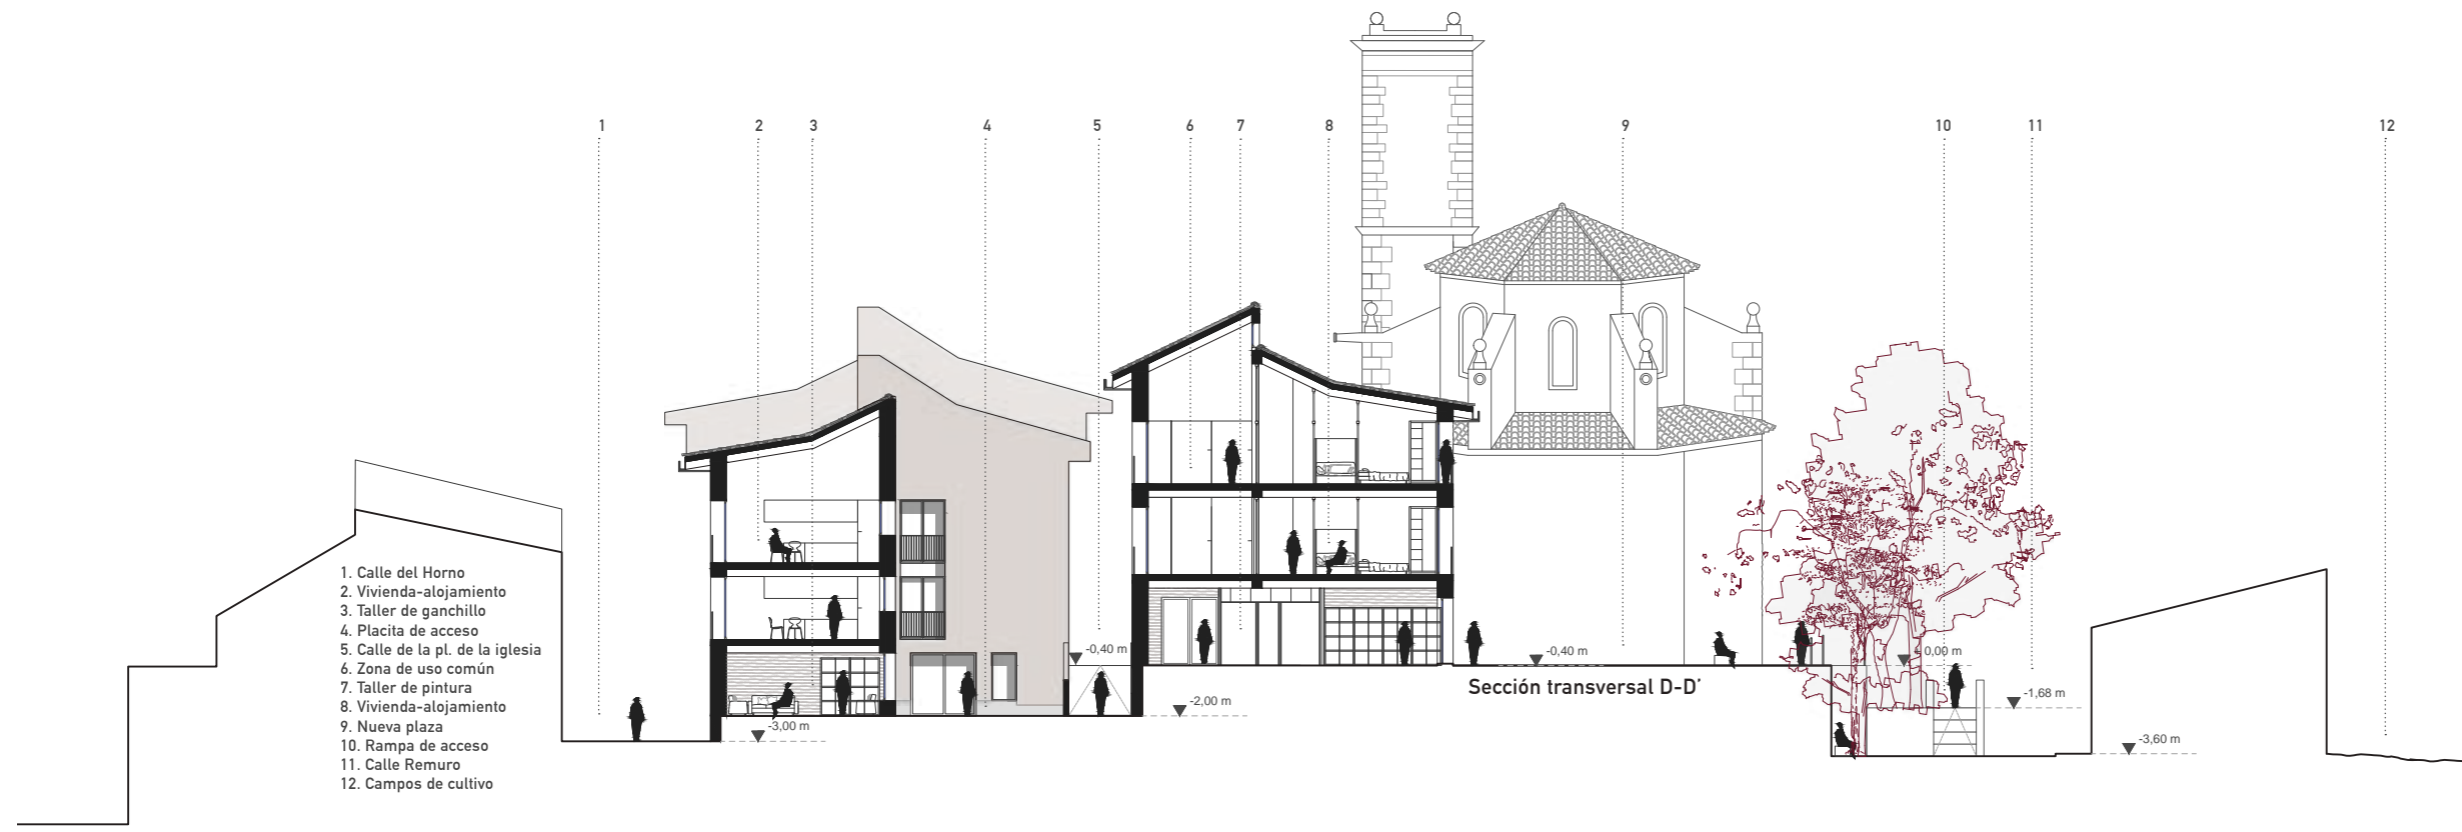 1 2 3 4 5 6 7 8 9 10 11 12
1. Calle del Horno
2. Vivienda-alojamiento
3. Taller de ganchillo
4. Placita de acceso
5. Calle de la pl. de la iglesia
6. Zona de uso común
7. Taller de pintura
8. Vivienda-alojamiento
9. Nueva plaza
10. Rampa de acceso
11. Calle Remuro
12. Campos de cultivo
-3,00 m
-0,40 m
-2,00 m
-0,40 m
Sección transversal D-D'
0,00 m
-1,68 m
-3,60 m